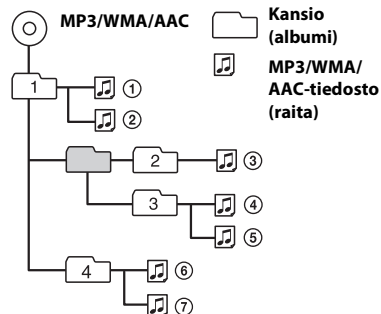 MP3/WMA/AAC
Kansio
(albumi)
MP3/WMA/
AAC-tiedosto
(raita)
1
①
②
2
③
3
④
⑤
4
⑥
⑦